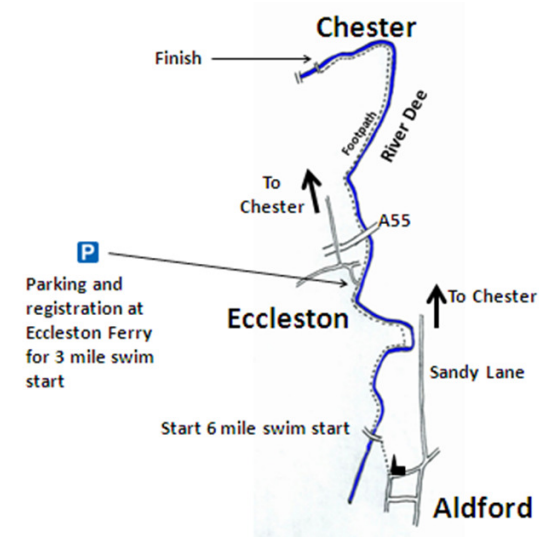 Chester
Finish
Footpath
River Dee
To
Chester
A55
P
Parking and
registration at
Eccleston Ferry
for 3 mile swim
start
Eccleston
To Chester
Sandy Lane
Start 6 mile swim start
Aldford